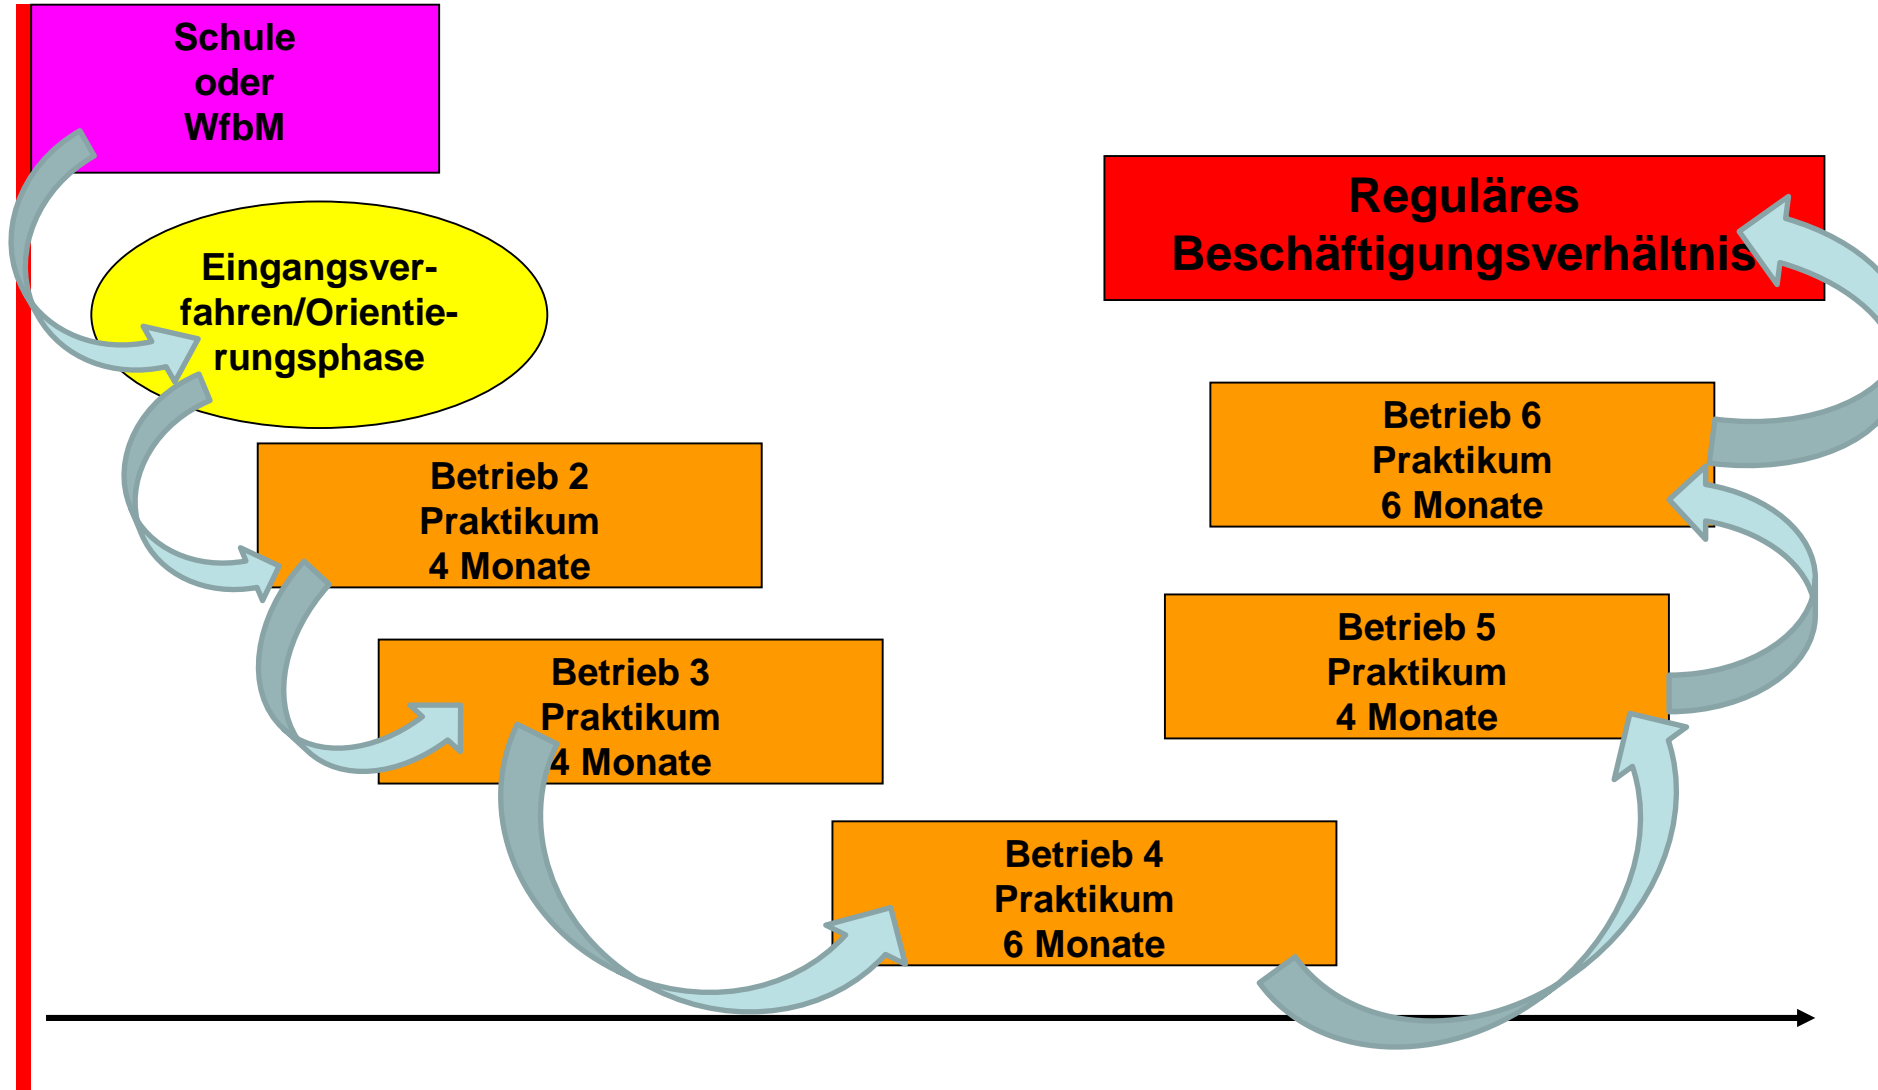 Schule
oder
WfbM
Eingangsver-
fahren/Orientie-
rungsphase
Betrieb 2
Praktikum
4 Monate
Betrieb 3
Praktikum
4 Monate
Betrieb 4
Praktikum
6 Monate
Betrieb 5
Praktikum
4 Monate
Betrieb 6
Praktikum
6 Monate
Reguläres
Beschäftigungsverhältnis